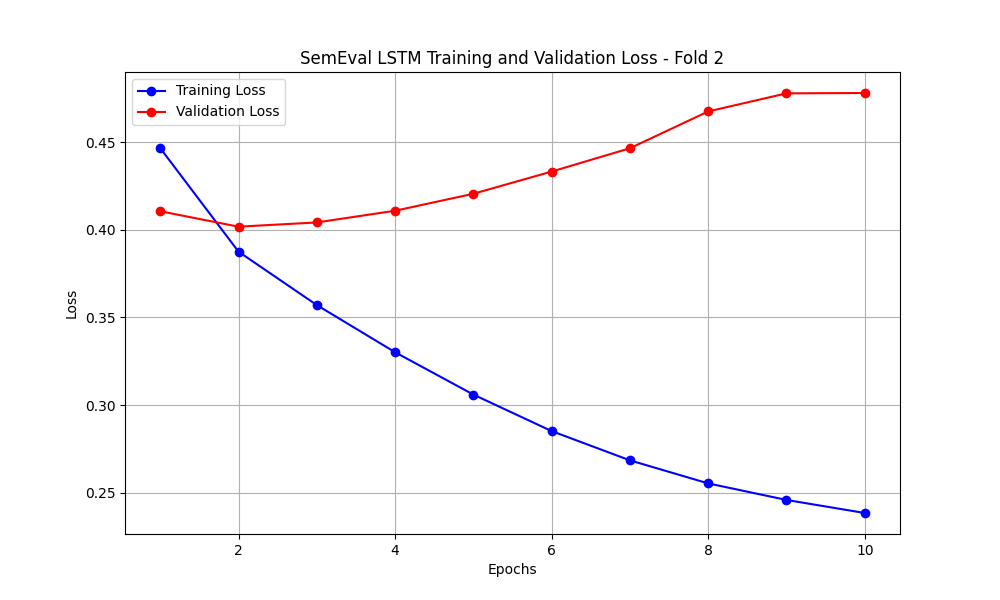 SemEval LSTM Training and Validation Loss - Fold 2
Training Loss
Validation Loss
0.45
0.40
0.35
0.30
0.25
Loss
2 4 6 8 10
Epochs